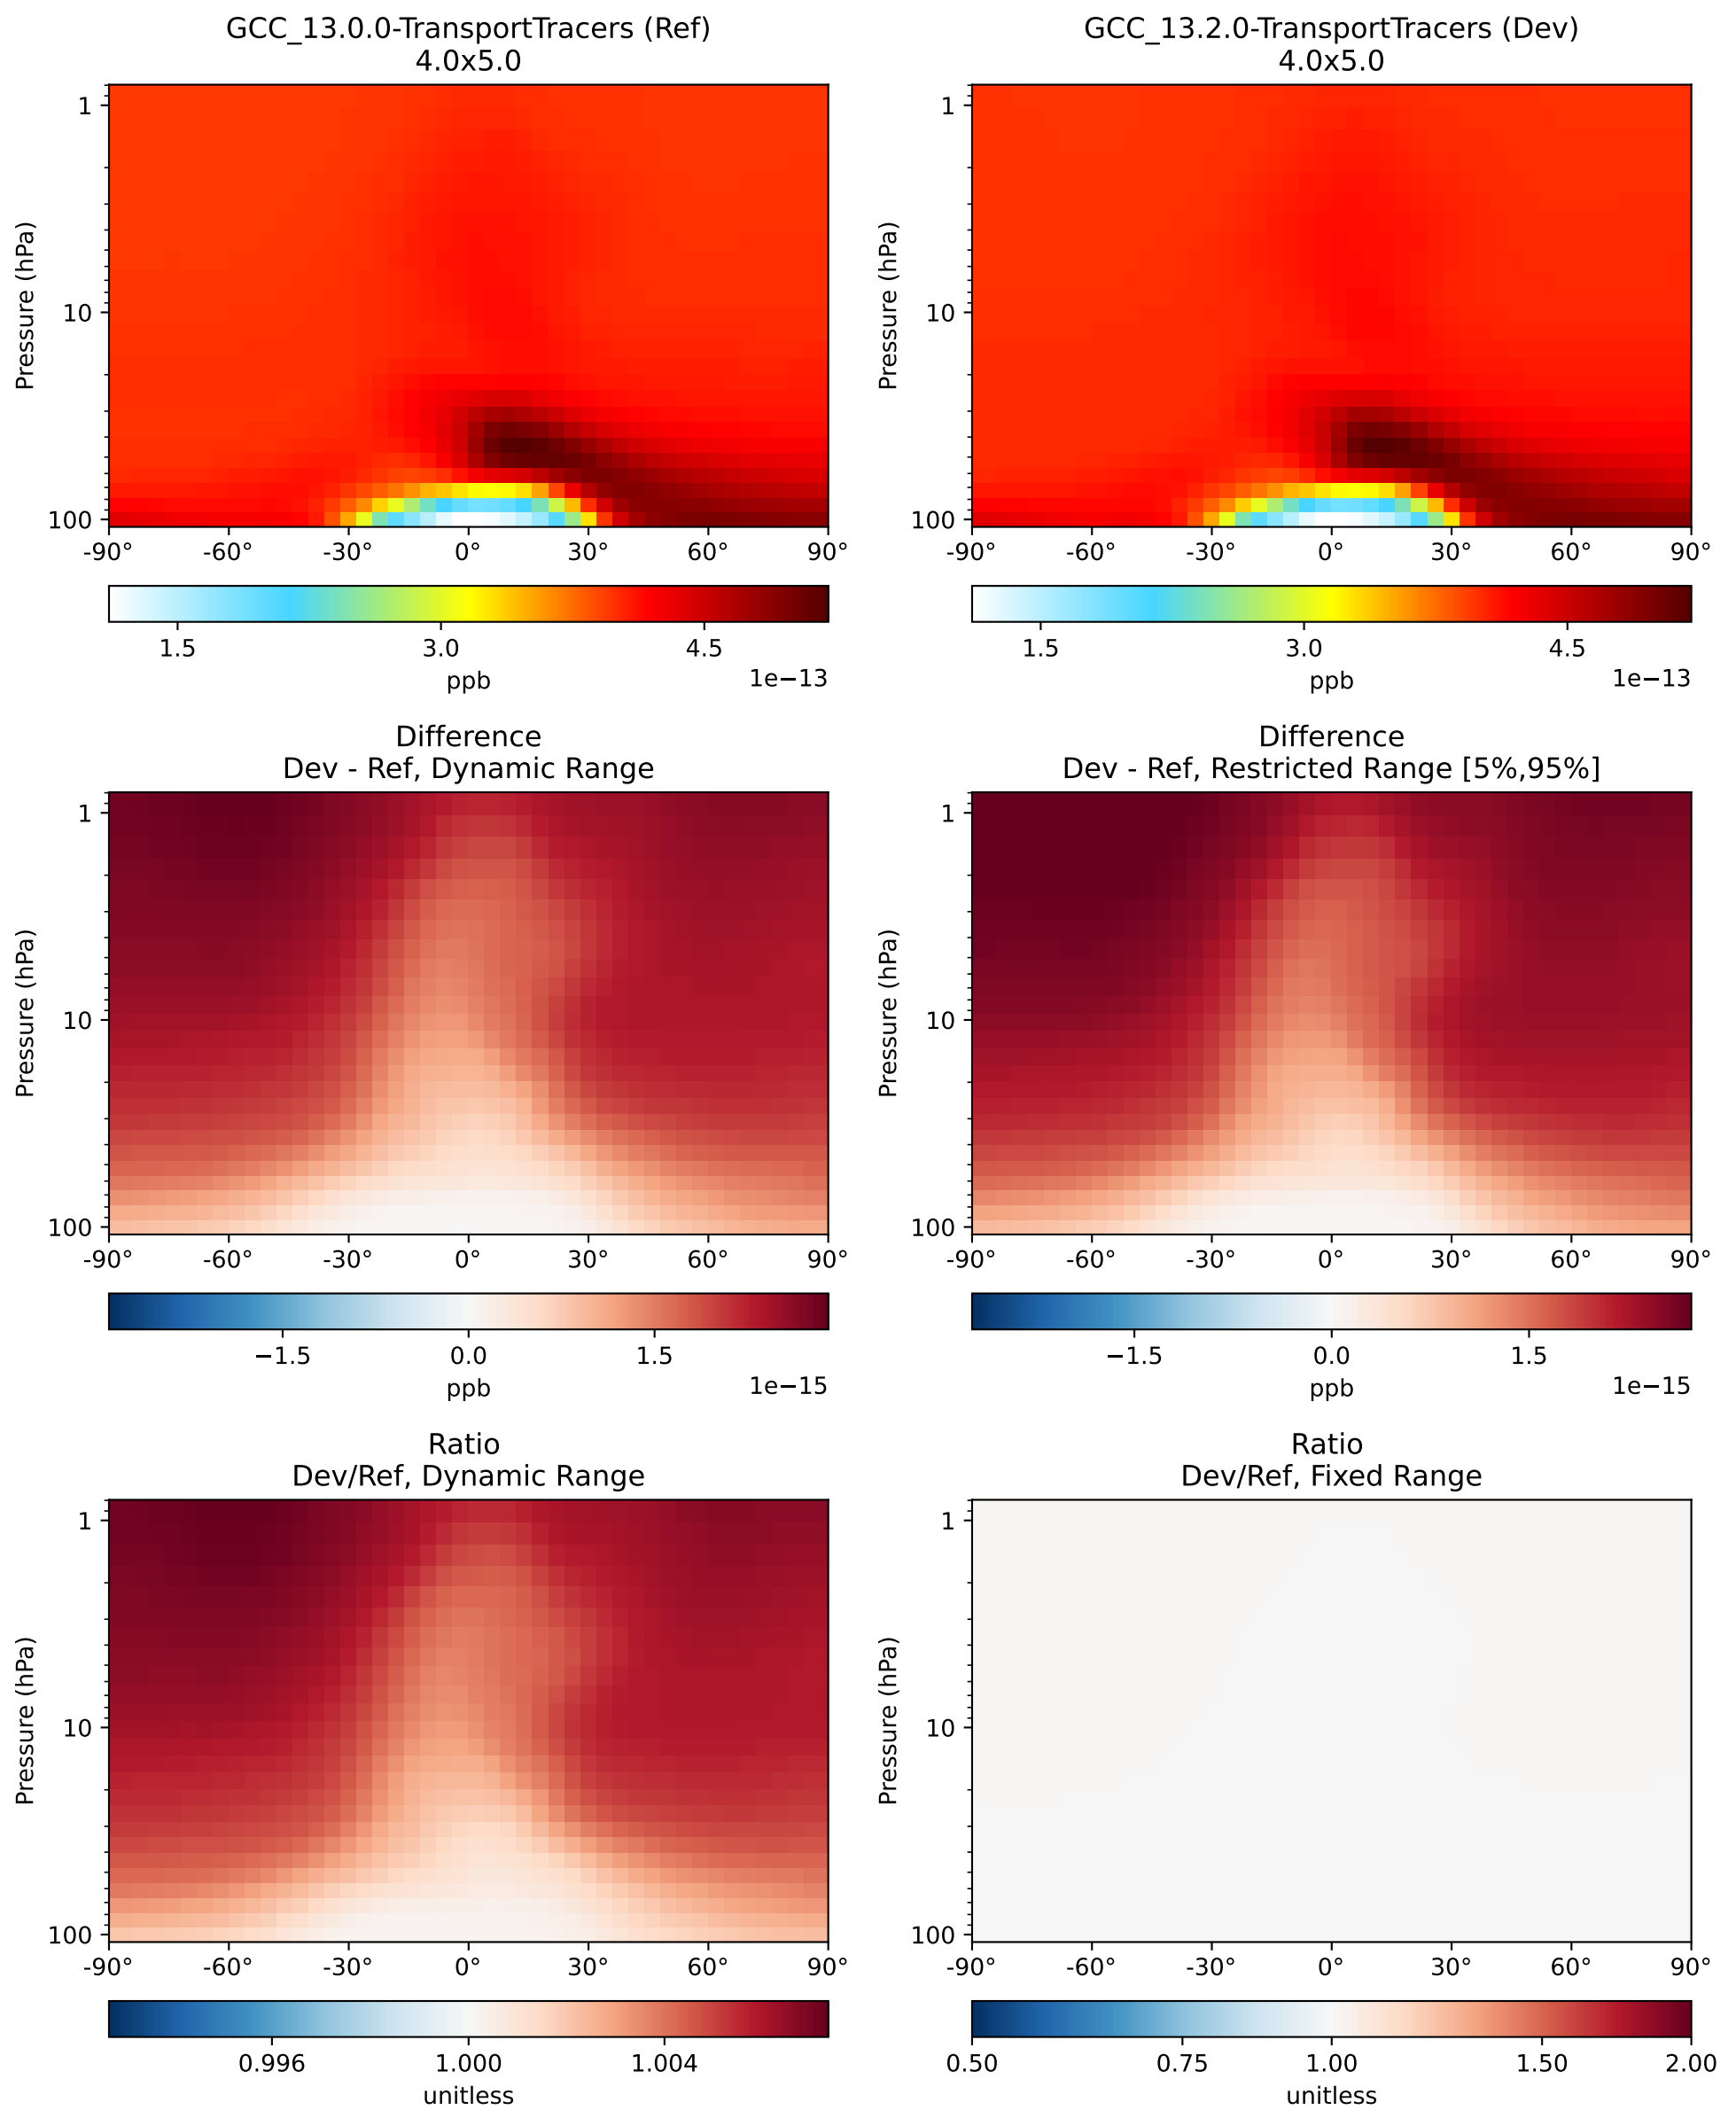 GCC_13.0.0-TransportTracers (Ref)
4.0x5.0
Pressure (hPa)
1
10
100
-90° -60° -30° 0° 30° 60° 90°
1.5 3.0 4.5
ppb 1e−13
GCC_13.2.0-TransportTracers (Dev)
4.0x5.0
Pressure (hPa)
1
10
100
-90° -60° -30° 0° 30° 60° 90°
1.5 3.0 4.5
ppb 1e−13
Difference
Dev - Ref, Dynamic Range
Pressure (hPa)
1
10
100
-90° -60° -30° 0° 30° 60° 90°
−1.5 0.0 1.5
ppb 1e−15
Difference
Dev - Ref, Restricted Range [5%,95%]
Pressure (hPa)
1
10
100
-90° -60° -30° 0° 30° 60° 90°
−1.5 0.0 1.5
ppb 1e−15
Ratio
Dev/Ref, Dynamic Range
Pressure (hPa)
1
10
100
-90° -60° -30° 0° 30° 60° 90°
0.996 1.000 1.004
unitless
Ratio
Dev/Ref, Fixed Range
Pressure (hPa)
1
10
100
-90° -60° -30° 0° 30° 60° 90°
0.50 0.75 1.00 1.50 2.00
unitless